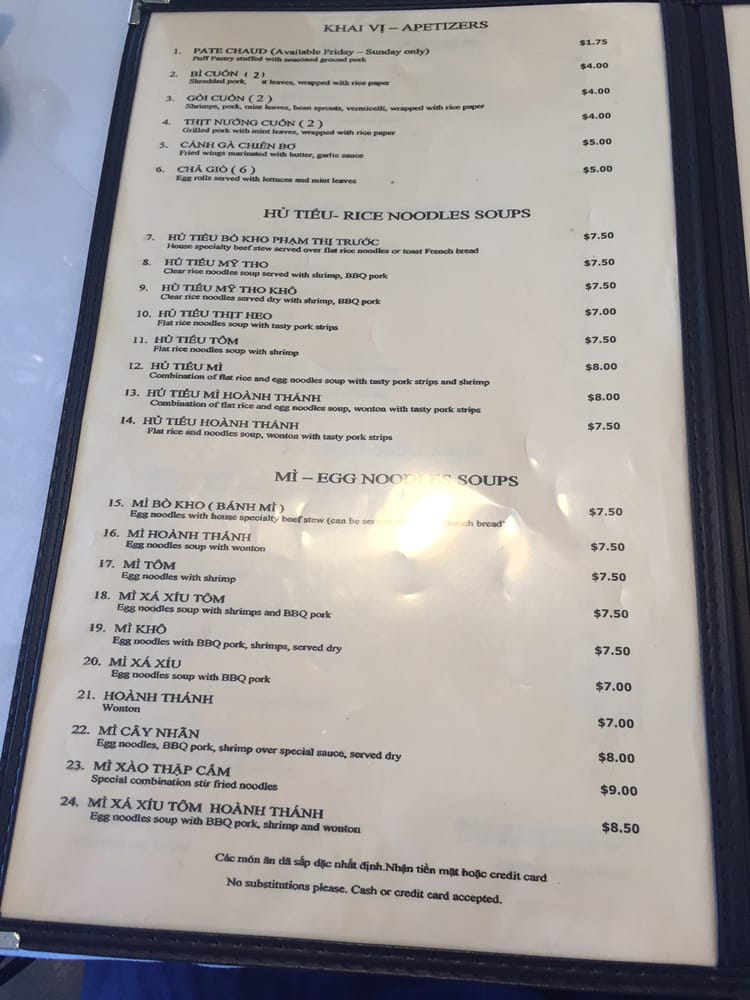 KHAI VỊ – APETIZERS
1. PATE CHAUD (Available Friday – Sunday only) $1.75
Puff Pastry stuffed with seasoned ground pork
2. BÌ CUỐN ( 2 ) $4.00
Shredded pork, leaves, wrapped with rice paper
3. GỎI CUỐN ( 2 ) $4.00
Shrimps, pork, mint leaves, bean sprouts, vermicelli, wrapped with rice paper
4. THỊT NƯỚNG CUỐN ( 2 ) $4.00
Grilled pork with mint leaves, wrapped with rice paper
5. CÁNH GÀ CHIÊN BƠ $5.00
Fried wings marinated with butter, garlic sauce
6. CHẢ GIÒ ( 6 ) $5.00
Egg rolls served with lettuces and mint leaves
HỦ TIẾU- RICE NOODLES SOUPS
7. HỦ TIẾU BÒ KHO PHẠM THỊ TRƯỚC $7.50
House specialty beef stew served over flat rice noodles or toast French bread
8. HỦ TIẾU MỸ THO $7.50
Clear rice noodles soup served with shrimp, BBQ pork
9. HỦ TIẾU MỸ THO KHÔ $7.50
Clear rice noodles served dry with shrimp, BBQ pork
10. HỦ TIẾU THỊT HEO $7.00
Flat rice noodles soup with tasty pork strips
11. HỦ TIẾU TÔM $7.50
Flat rice noodles soup with shrimp
12. HỦ TIẾU MÌ $8.00
Combination of flat rice and egg noodles soup with tasty pork strips and shrimp
13. HỦ TIẾU MÌ HOÀNH THÁNH $8.00
Combination of flat rice and egg noodles soup, wonton with tasty pork strips
14. HỦ TIẾU HOÀNH THÁNH $7.50
Flat rice and noodles soup, wonton with tasty pork strips
MÌ – EGG NOODLES SOUPS
15. MÌ BÒ KHO ( BÁNH MÌ ) $7.50
Egg noodles with house specialty beef stew (can be bread)
16. MÌ HOÀNH THÁNH $7.50
Egg noodles soup with wonton
17. MÌ TÔM $7.50
Egg noodles with shrimp
18. MÌ XÁ XÍU TÔM $7.50
Egg noodles soup with shrimps and BBQ pork
19. MÌ KHÔ $7.50
Egg noodles with BBQ pork, shrimps, served dry
20. MÌ XÁ XÍU $7.00
Egg noodles soup with BBQ pork
21. HOÀNH THÁNH $7.00
Wonton
22. MÌ CÂY NHÃN $8.00
Egg noodles, BBQ pork, shrimp over special sauce, served dry
23. MÌ XÀO THẬP CẨM $9.00
Special combination stir fried noodles
24. MÌ XÁ XÍU TÔM HOÀNH THÁNH $8.50
Egg noodles soup with BBQ pork, shrimp and wonton
Các món ăn đã sắp đặc nhất định.Nhận tiền mặt hoặc credit card
No substitutions please. Cash or credit card accepted.